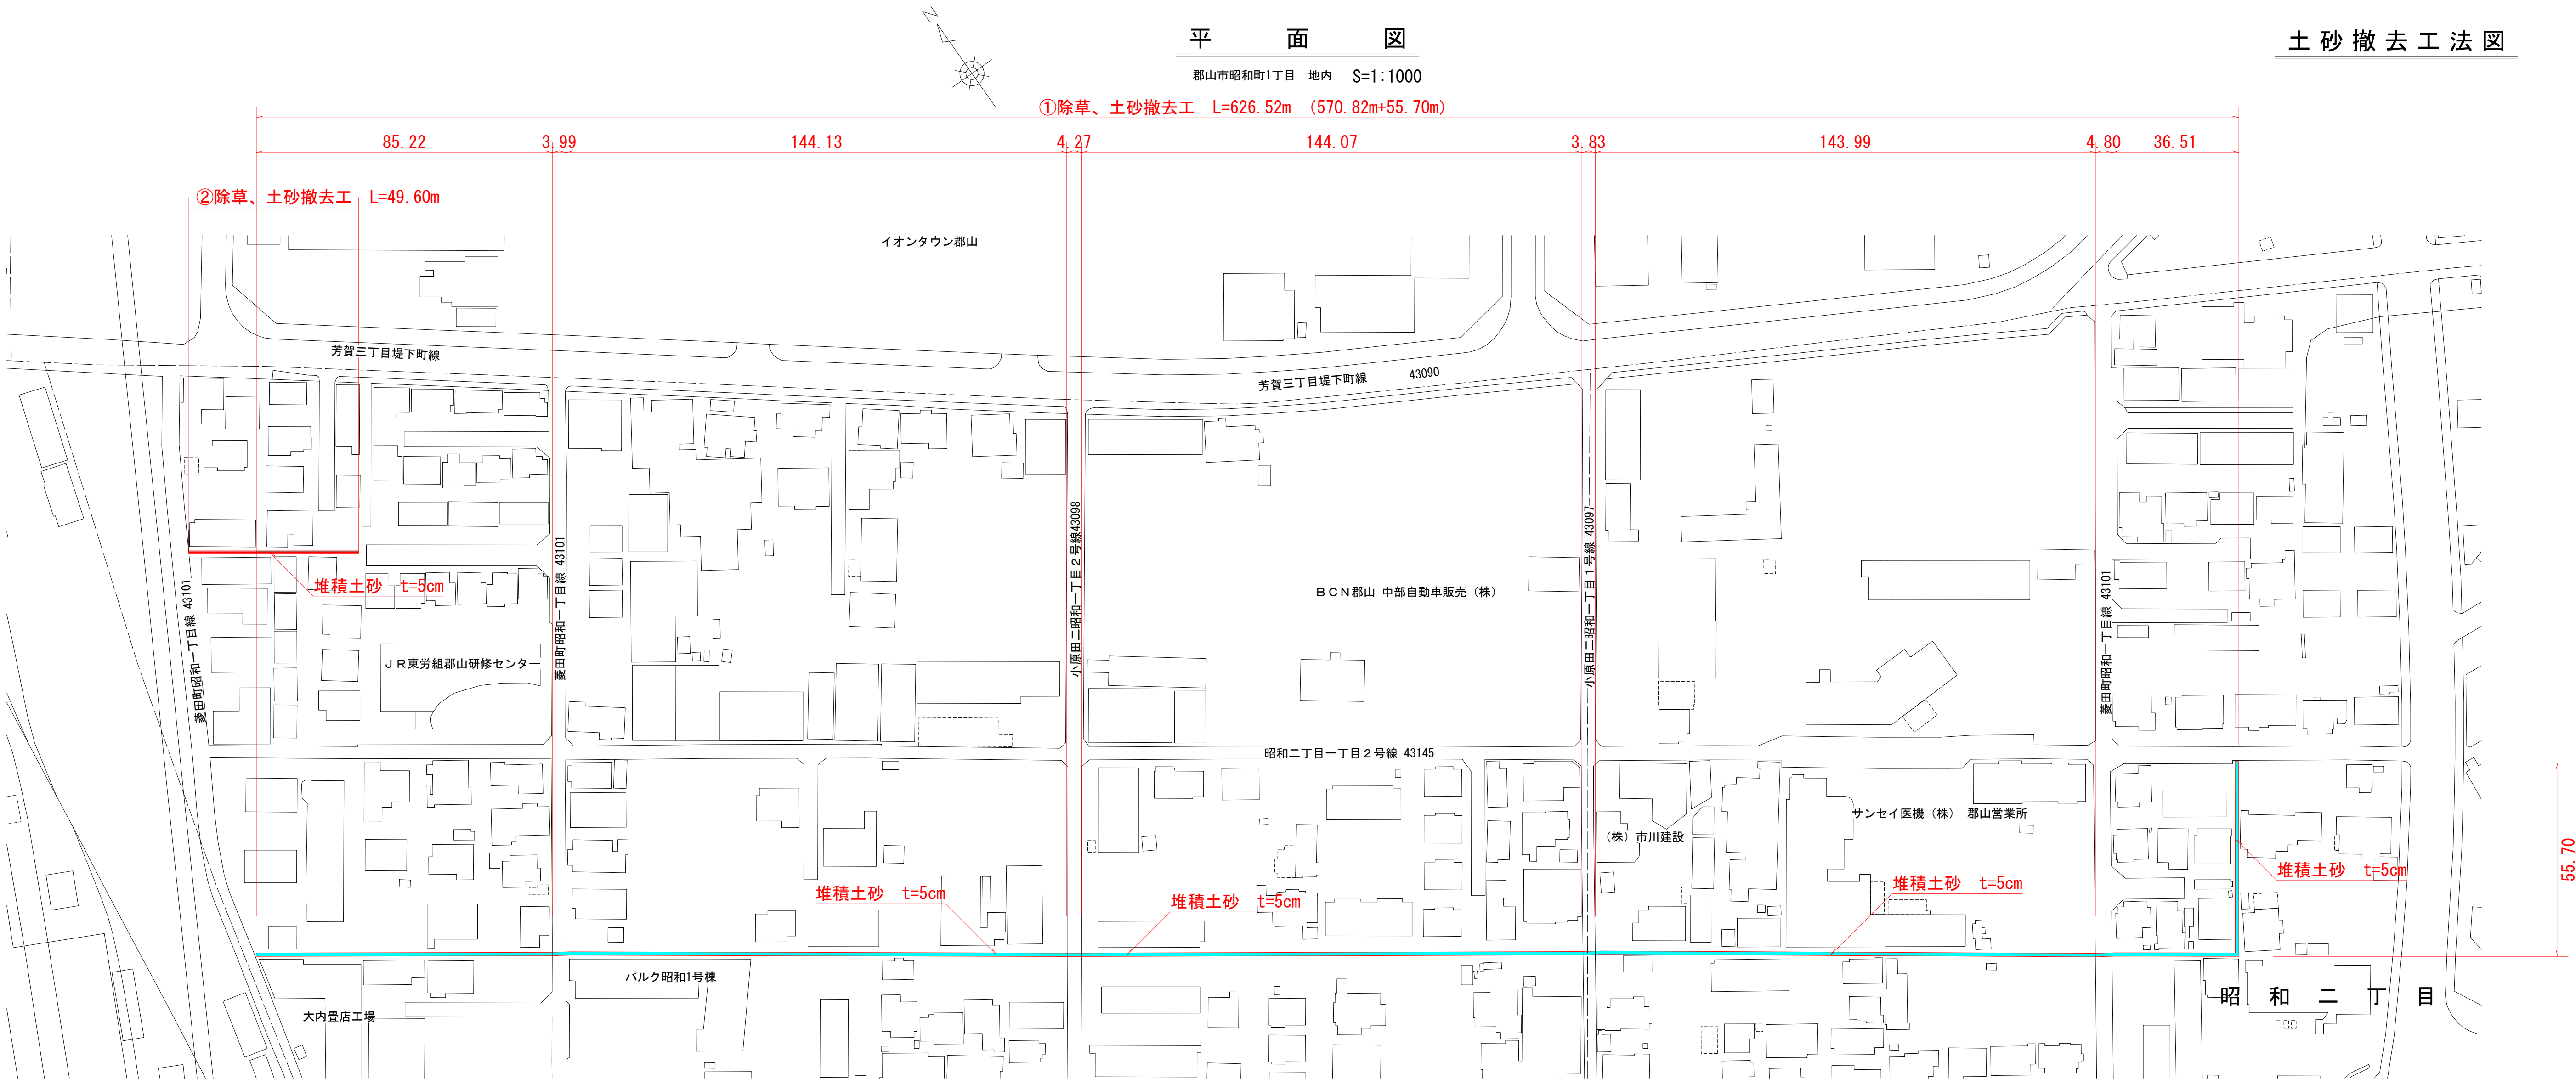 平面図
土砂撤去工法図
郡山市昭和町1丁目 地内 S=1:1000
N
①除草、土砂撤去工 L=626.52m (570.82m+55.70m)
85.22 3.99 144.13 4.27 144.07 3.83 143.99 4.80 36.51
②除草、土砂撤去工 L=49.60m
イオンタウン郡山
芳賀三丁目堤下町線
芳賀三丁目堤下町線 43090
菱田町昭和一丁目線 43101
菱田町昭和一丁目線 43101
小原田二昭和一丁目2号線43098
小原田二昭和一丁目1号線 43097
菱田町昭和一丁目線 43101
堆積土砂 t=5cm
BCN郡山 中部自動車販売(株)
JR東労組郡山研修センター
昭和二丁目一丁目2号線 43145
サンセイ医機(株) 郡山営業所
(株)市川建設
堆積土砂 t=5cm
堆積土砂 t=5cm
堆積土砂 t=5cm
堆積土砂 t=5cm
55.70
パルク昭和1号棟
大内畳店工場
昭和二丁目